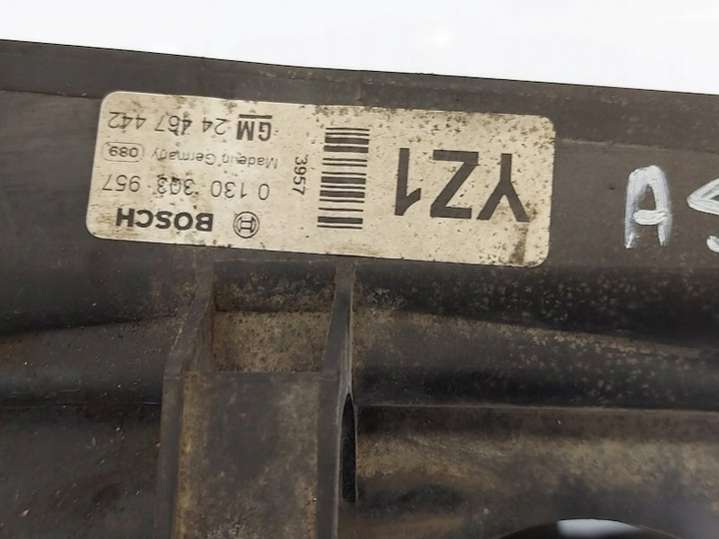 BOSCH
0 130 303 957
Made in Germany 089
GM 24 467 442
3957
YZ1